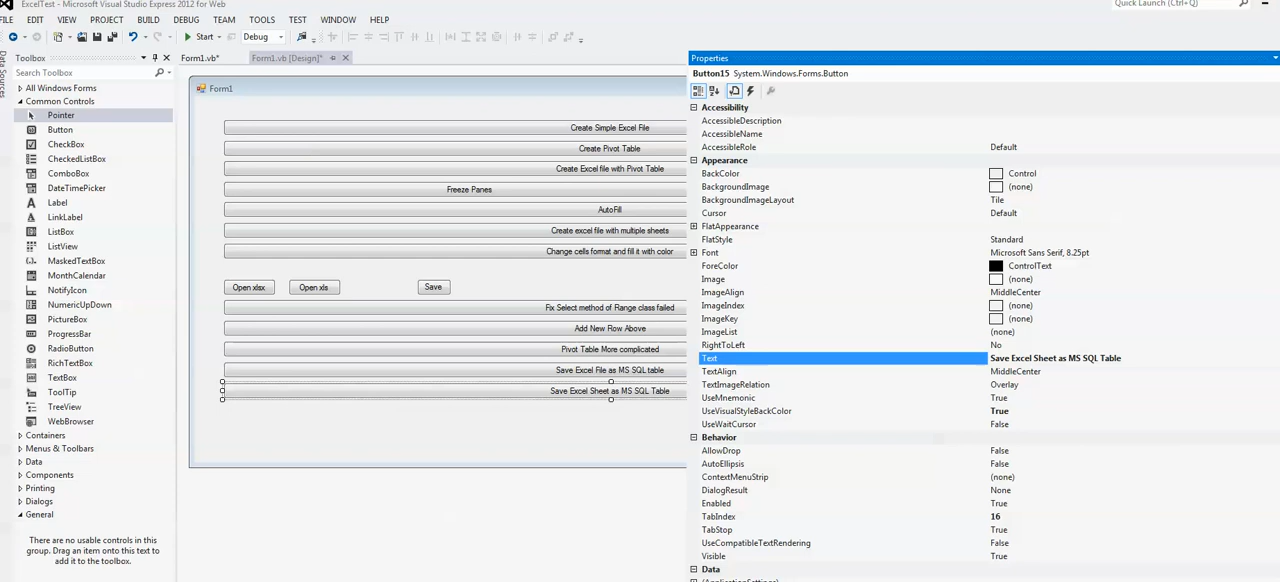 ExcelTest - Microsoft Visual Studio Express 2012 for Web
Quick Launch (Ctrl+Q)
FILE EDIT VIEW PROJECT BUILD DEBUG TEAM TOOLS TEST WINDOW HELP
Start Debug
Data Sources
Toolbox
Search Toolbox
All Windows Forms
Common Controls
Pointer
Button
CheckBox
CheckedListBox
ComboBox
DateTimePicker
Label
LinkLabel
ListBox
ListView
MaskedTextBox
MonthCalendar
NotifyIcon
NumericUpDown
PictureBox
ProgressBar
RadioButton
RichTextBox
TextBox
ToolTip
TreeView
WebBrowser
Containers
Menus & Toolbars
Data
Components
Printing
Dialogs
General
There are no usable controls in this
group. Drag an item onto this text to
add it to the toolbox.
Form1.vb* Form1.vb [Design]*
Form1
Create Simple Excel File
Create Pivot Table
Create Excel file with Pivot Table
Freeze Panes
AutoFill
Create excel file with multiple sheets
Change cells format and fill it with color
Open xlsx Open xls Save
Fix Select method of Range class failed
Add New Row Above
Pivot Table More complicated
Save Excel File as MS SQL table
Save Excel Sheet as MS SQL Table
Properties
Button15 System.Windows.Forms.Button
Accessibility
AccessibleDescription
AccessibleName
AccessibleRole Default
Appearance
BackColor Control
BackgroundImage (none)
BackgroundImageLayout Tile
Cursor Default
FlatAppearance
FlatStyle Standard
Font Microsoft Sans Serif, 8.25pt
ForeColor ControlText
Image (none)
ImageAlign MiddleCenter
ImageIndex (none)
ImageKey (none)
ImageList (none)
RightToLeft No
Text Save Excel Sheet as MS SQL Table
TextAlign MiddleCenter
TextImageRelation Overlay
UseMnemonic True
UseVisualStyleBackColor True
UseWaitCursor False
Behavior
AllowDrop False
AutoEllipsis False
ContextMenuStrip (none)
DialogResult None
Enabled True
TabIndex 16
TabStop True
UseCompatibleTextRendering False
Visible True
Data
(ApplicationSettings)